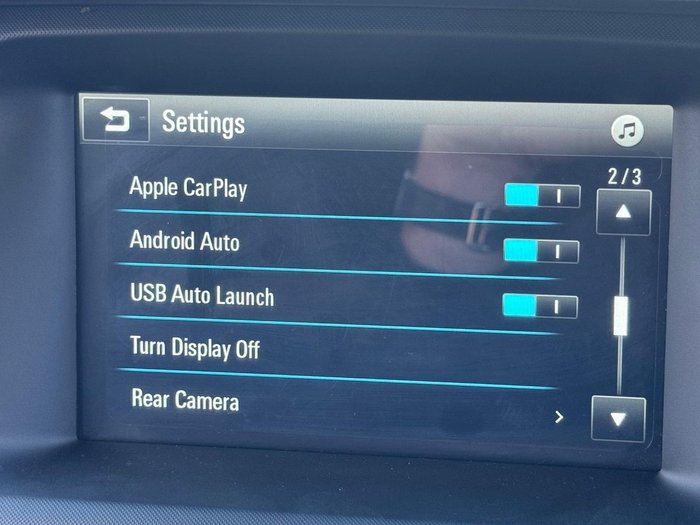 Settings
2/3
Apple CarPlay
Android Auto
USB Auto Launch
Turn Display Off
Rear Camera